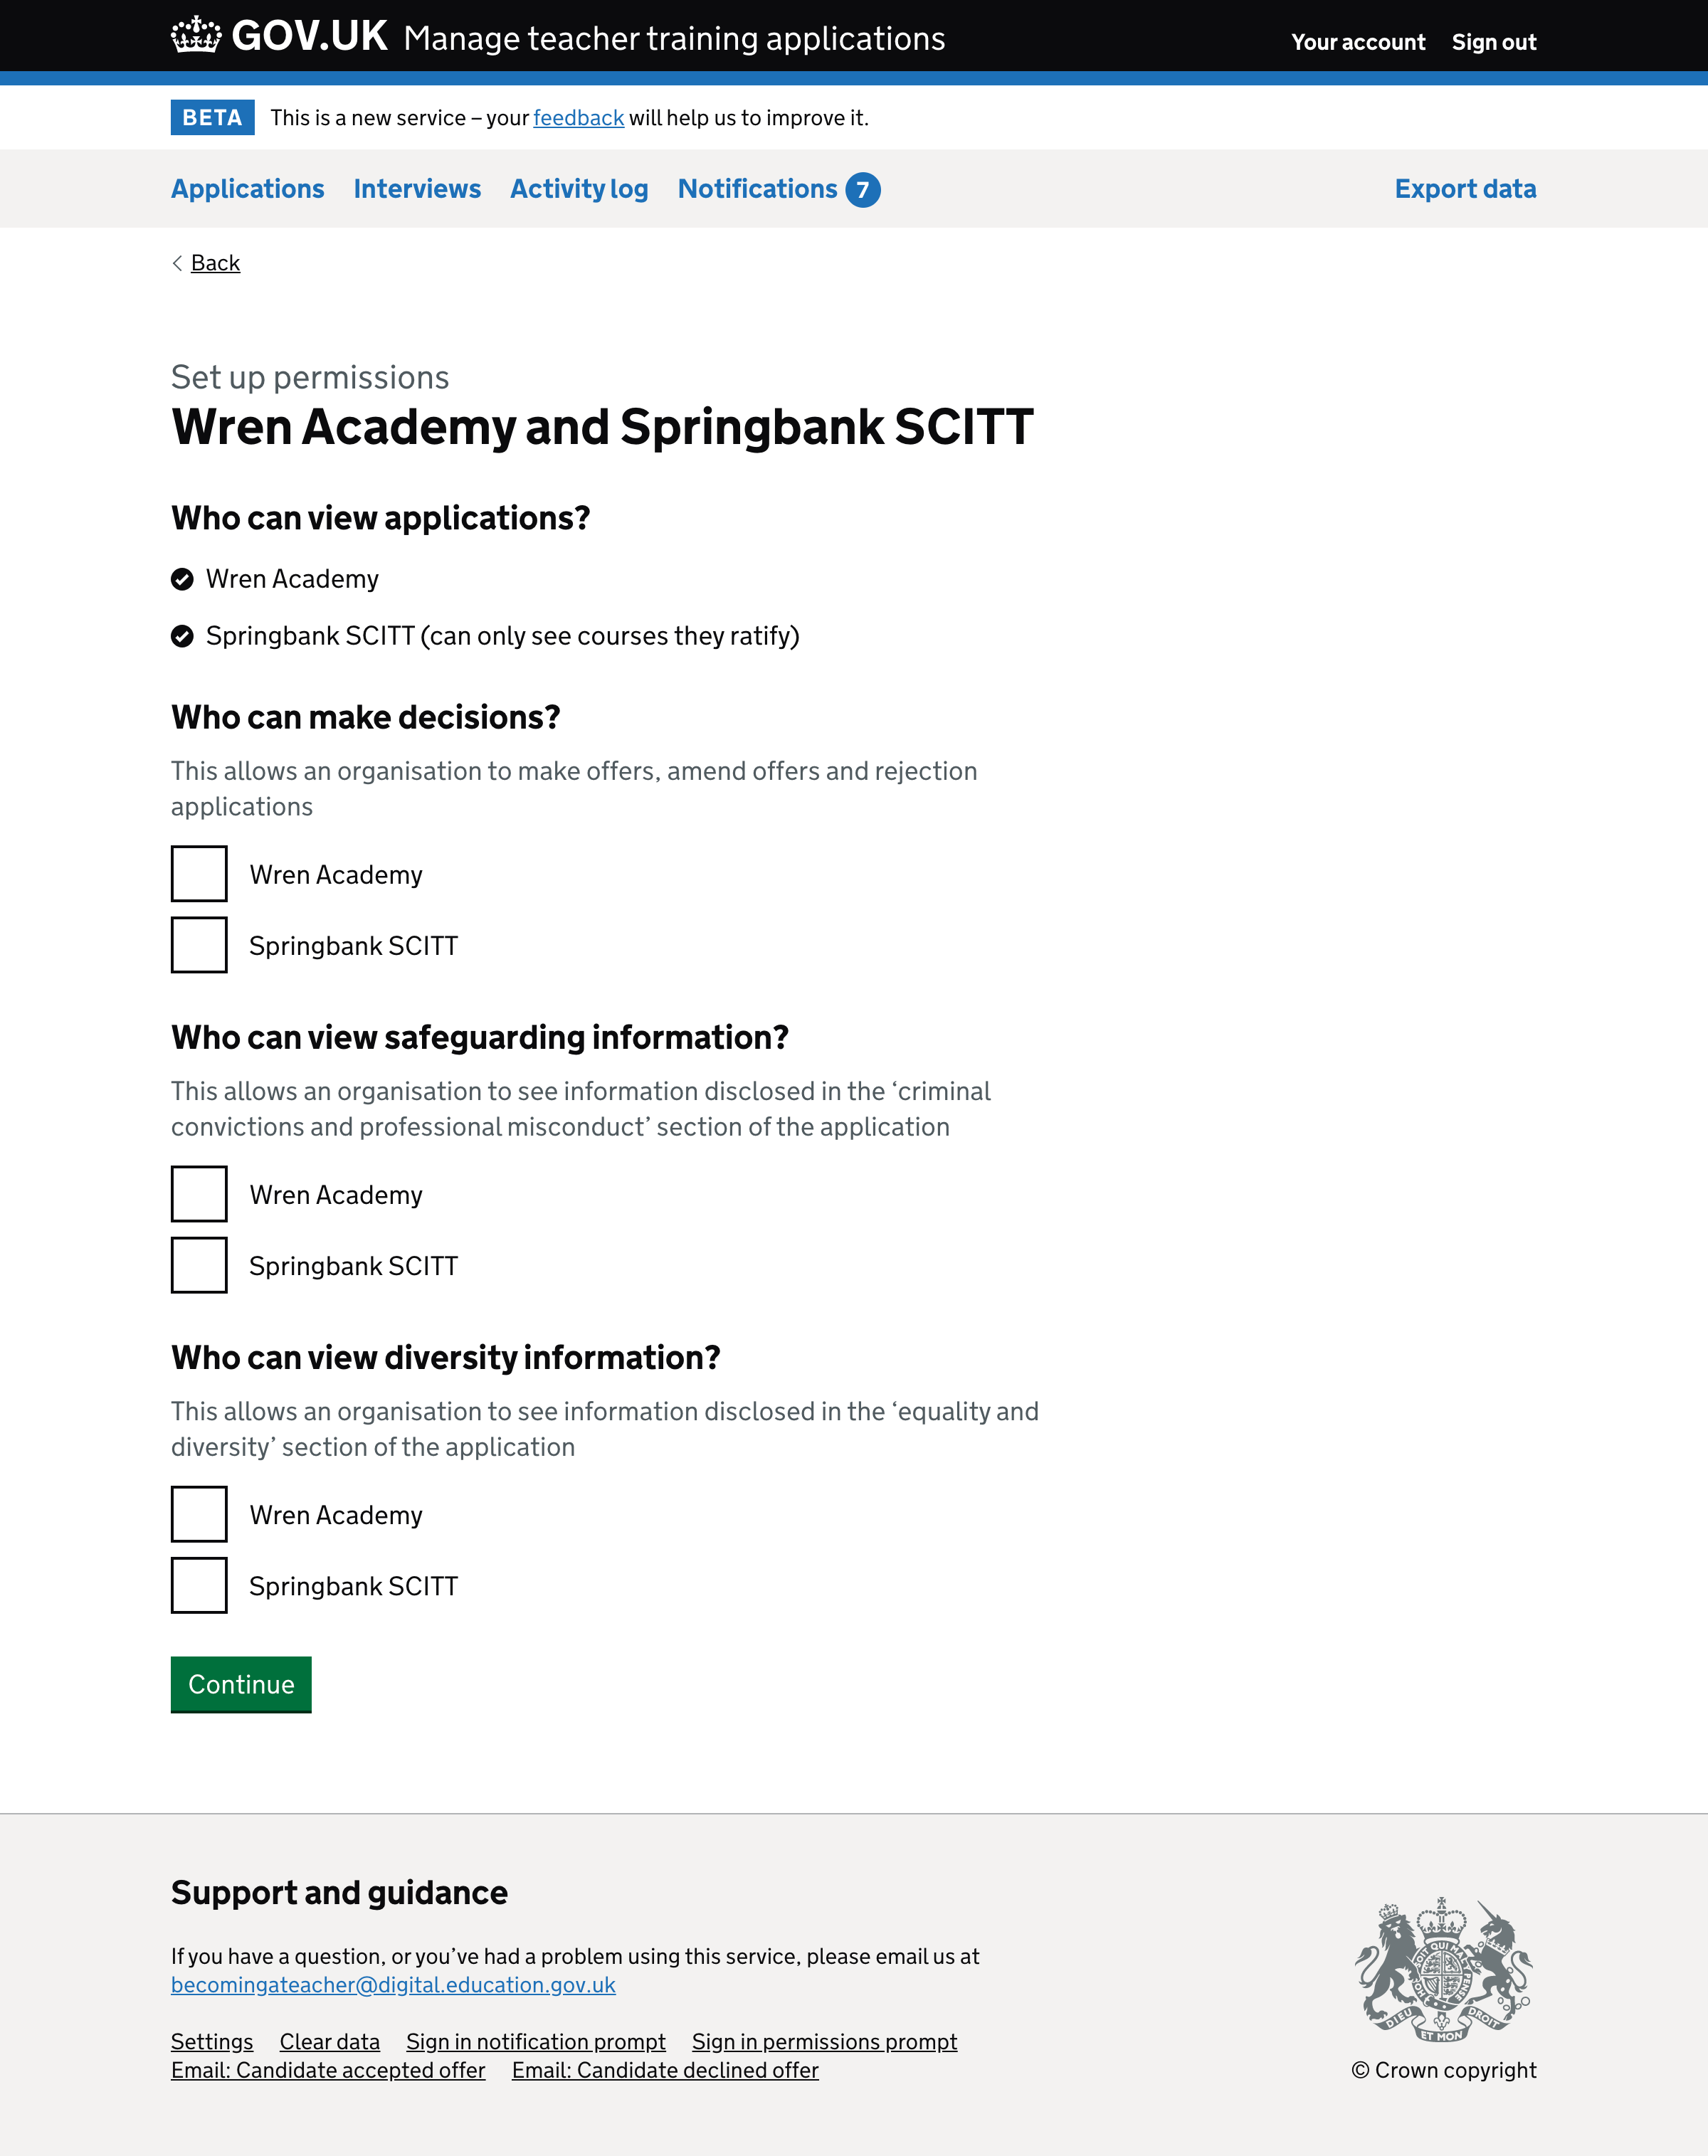 GOV.UK Manage teacher training applications Your account Sign out
BETA This is a new service – your feedback will help us to improve it.
Applications Interviews Activity log Notifications 7 Export data
Back
Set up permissions
Wren Academy and Springbank SCITT
Who can view applications?
Wren Academy
Springbank SCITT (can only see courses they ratify)
Who can make decisions?
This allows an organisation to make offers, amend offers and rejection
applications
Wren Academy
Springbank SCITT
Who can view safeguarding information?
This allows an organisation to see information disclosed in the ‘criminal
convictions and professional misconduct’ section of the application
Wren Academy
Springbank SCITT
Who can view diversity information?
This allows an organisation to see information disclosed in the ‘equality and
diversity’ section of the application
Wren Academy
Springbank SCITT
Continue
Support and guidance
If you have a question, or you’ve had a problem using this service, please email us at
becomingateacher@digital.education.gov.uk
Settings Clear data Sign in notification prompt Sign in permissions prompt
Email: Candidate accepted offer Email: Candidate declined offer
DIEU ET MON DROIT
© Crown copyright